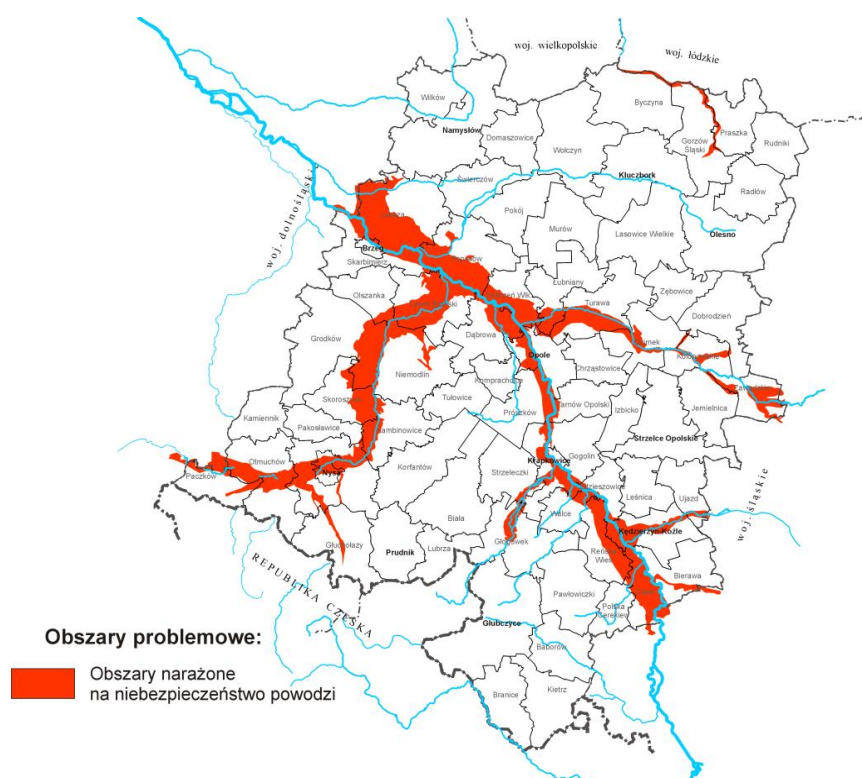 woj. wielkopolskie
woj. łódzkie
Wilków
Byczyna
Namysłów
Domaszowice
Praszka
Wołczyn
Gorzów
Śląski
Rudniki
Świerczów
Kluczbork
woj. dolnośląskie
Radłów
Pokój
Murów
Lasowice Wielkie
Olesno
Brzeg
Skarbimierz
Łubniany
Zębowice
Olszanka
Turawa
Dobrodzień
Grodków
Dąbrowa
Opole
Niemodlin
Chrząstowice
Komprachcice
Skoroszyce
Tułowice
Kamiennik
Prószków
Tarnów Opolski
Izbicko
Jemielnica
Pakosławice
Łambinowice
Strzelce Opolskie
Otmuchów
Gogolin
Krapkowice
Paczków
Nysa
Korfantów
Strzeleczki
Zdzieszowice
Leśnica
Ujazd
woj. śląskie
Walce
Biała
Kędzierzyn Koźle
Głuchołazy
Prudnik
Lubrza
Głogówek
Reńska
Wieś
Bierawa
REPUBLIKA CZESKA
Pawłowiczki
Polska
Cerekiew
Głubczyce
Baborów
Branice
Kietrz
Obszary problemowe:
Obszary narażone
na niebezpieczeństwo powodzi